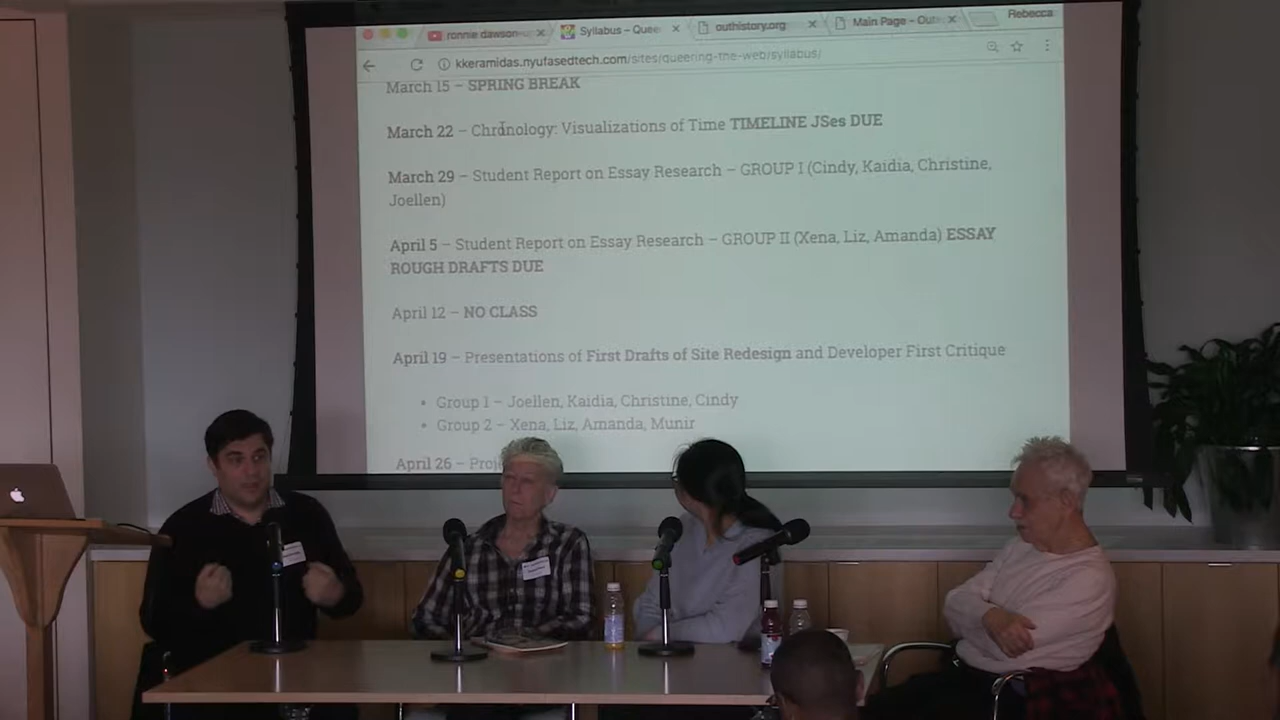 ronnie dawson
Syllabus – Quee
outhistory.org
Main Page – Out
Rebecca
kkeramidas.nyufasedtech.com/sites/queering-the-web/syllabus/
March 15 – SPRING BREAK
March 22 – Chronology: Visualizations of Time TIMELINE JSes DUE
March 29 – Student Report on Essay Research – GROUP I (Cindy, Kaidia, Christine,
Joellen)
April 5 – Student Report on Essay Research – GROUP II (Xena, Liz, Amanda) ESSAY
ROUGH DRAFTS DUE
April 12 – NO CLASS
April 19 – Presentations of First Drafts of Site Redesign and Developer First Critique
• Group 1 – Joellen, Kaidia, Christine, Cindy
• Group 2 – Xena, Liz, Amanda, Munir
April 26 – Proj